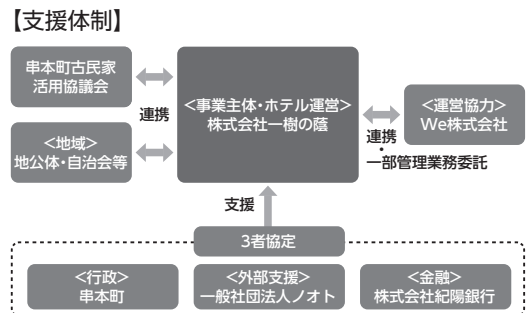 【支援体制】
串本町古民家
活用協議会
<地域>
地公体・自治会等
連携
<事業主体・ホテル運営>
株式会社一樹の蔭
連携
・
一部管理業務委託
<運営協力>
We株式会社
支援
3者協定
<行政>
串本町
<外部支援>
一般社団法人ノオト
<金融>
株式会社紀陽銀行